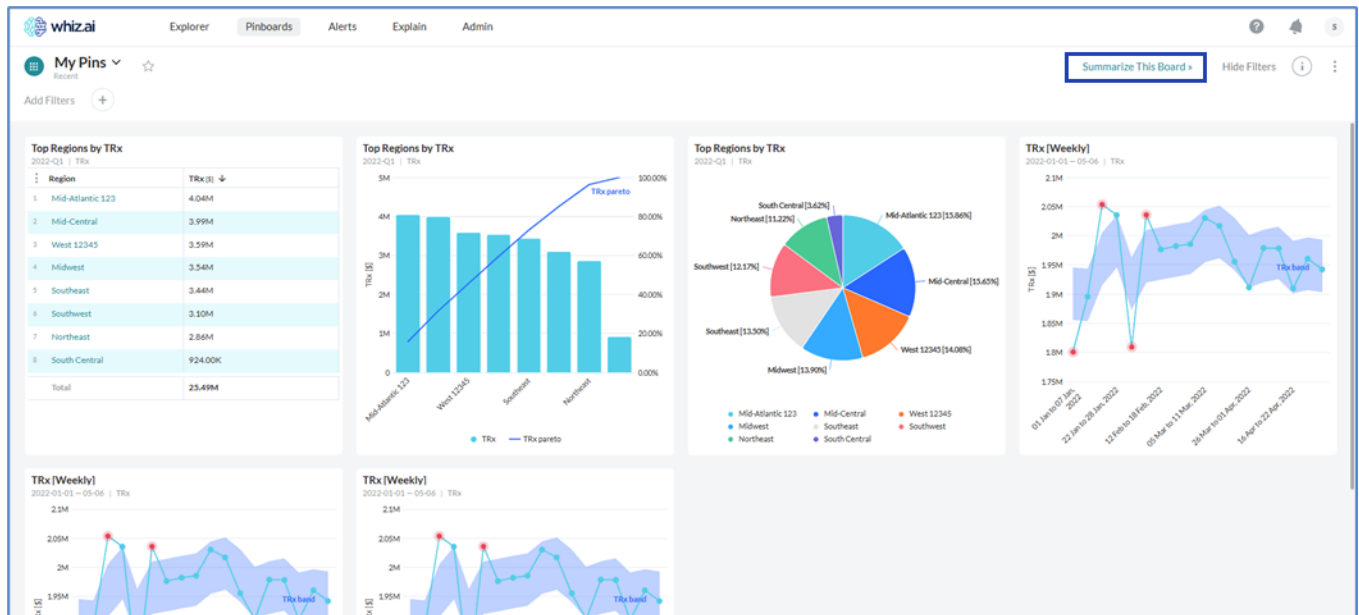 whiz.ai Explorer Pinboards Alerts Explain Admin ? S
My Pins Summarize This Board » Hide Filters i
Recent
Add Filters +
Top Regions by TRx
2022-Q1 | TRx
Region TRx [$]
1 Mid-Atlantic 123 4.04M
2 Mid-Central 3.99M
3 West 12345 3.59M
4 Midwest 3.54M
5 Southeast 3.44M
6 Southwest 3.10M
7 Northeast 2.86M
8 South Central 924.00K
Total 25.49M
Top Regions by TRx
2022-Q1 | TRx
5M 100.00%
TRx pareto
4M 80.00%
3M 60.00%
TRx [$]
2M 40.00%
1M 20.00%
0 0.00%
Mid-Atlantic 123
West 12345
Southeast
Northeast
TRx TRx pareto
Top Regions by TRx
2022-Q1 | TRx
South Central [3.62%]
Northeast [11.22%]
Mid-Atlantic 123 [15.86%]
Southwest [12.17%]
Mid-Central [15.65%]
Southeast [13.50%]
West 12345 [14.08%]
Midwest [13.90%]
Mid-Atlantic 123 Mid-Central West 12345
Midwest Southeast Southwest
Northeast South Central
TRx [Weekly]
2022-01-01 – 05-06 | TRx
2.1M
2.05M
2M
1.95M
TRx band
TRx [$]
1.9M
1.85M
1.8M
1.75M
01 Jan to 07 Jan, 2022
22 Jan to 28 Jan, 2022
12 Feb to 18 Feb, 2022
05 Mar to 11 Mar, 2022
26 Mar to 01 Apr, 2022
16 Apr to 22 Apr, 2022
TRx [Weekly]
2022-01-01 – 05-06 | TRx
2.1M
2.05M
2M
1.95M
TRx band
TRx [Weekly]
2022-01-01 – 05-06 | TRx
2.1M
2.05M
2M
1.95M
TRx band